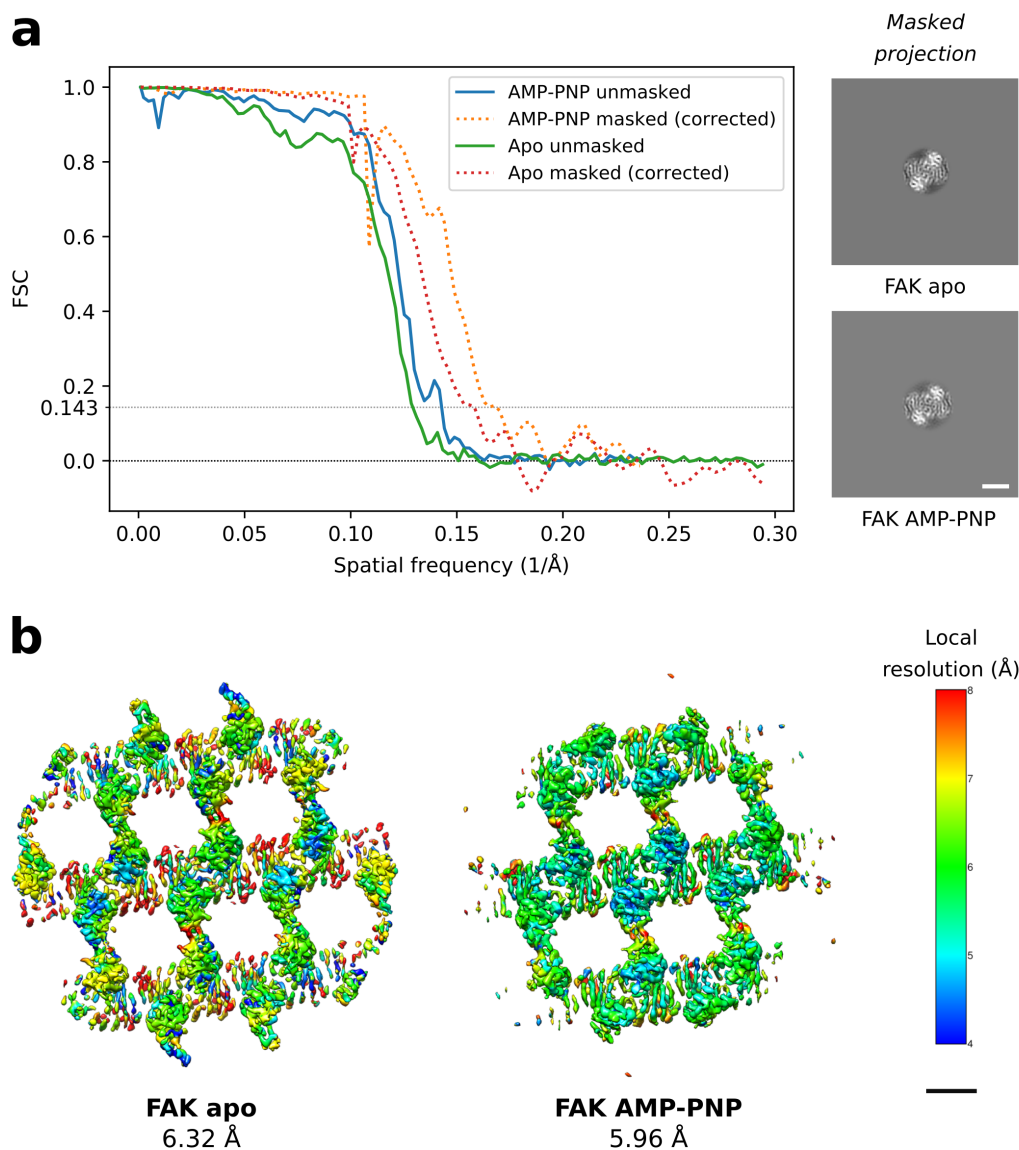 a
Masked
projection
1.0
0.8
0.6
0.4
0.2
0.143
0.0
FSC
AMP-PNP unmasked
AMP-PNP masked (corrected)
Apo unmasked
Apo masked (corrected)
0.00 0.05 0.10 0.15 0.20 0.25 0.30
Spatial frequency (1/Å)
FAK apo
FAK AMP-PNP
b
Local
resolution (Å)
8
7
6
5
4
FAK apo
6.32 Å
FAK AMP-PNP
5.96 Å